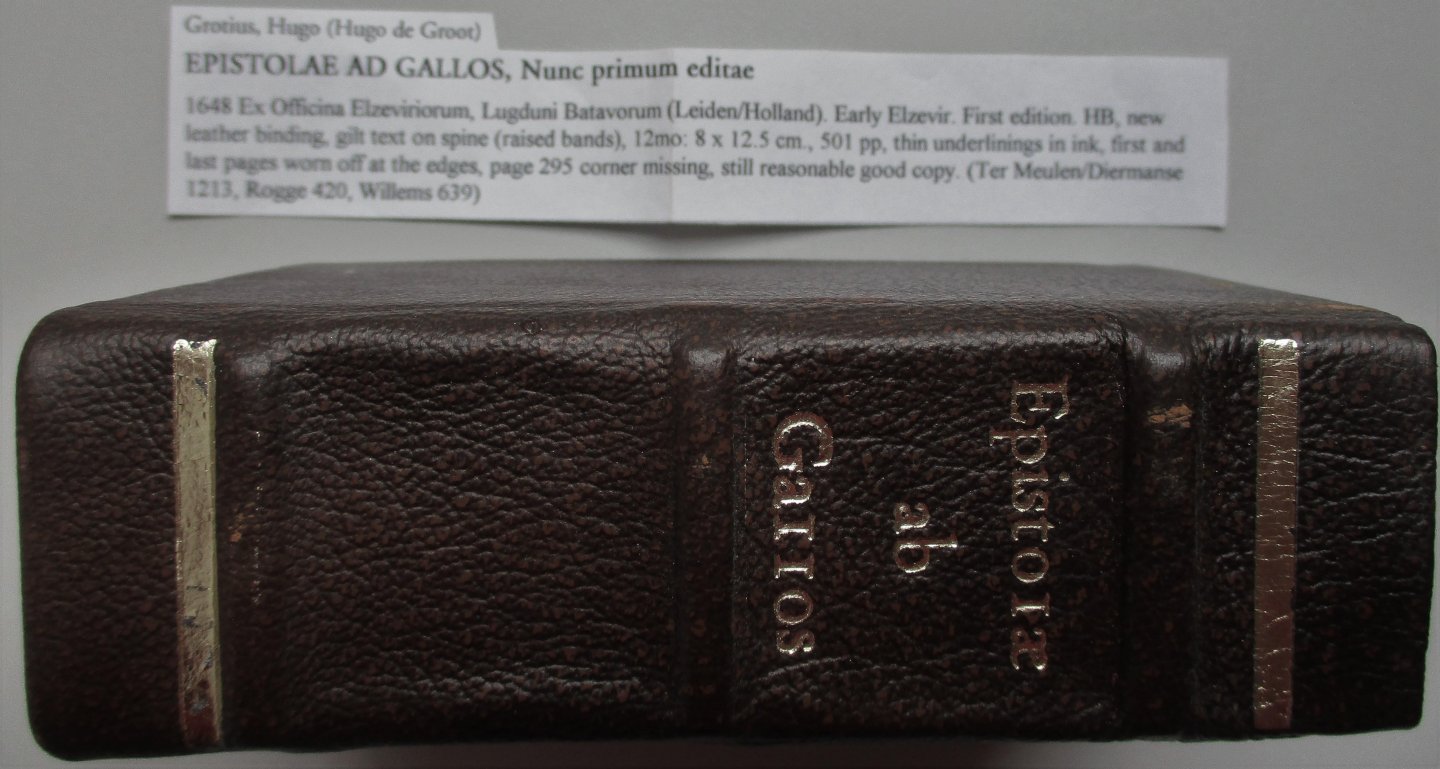 Grotius, Hugo (Hugo de Groot)
EPISTOLAE AD GALLOS, Nunc primum editae
1648 Ex Officina Elzeviriorum, Lugduni Batavorum (Leiden/Holland). Early Elzevir. First edition. HB, new
leather binding, gilt text on spine (raised bands), 12mo: 8 x 12.5 cm., 501 pp, thin underlinings in ink, first and
last pages worn off at the edges, page 295 corner missing, still reasonable good copy. (Ter Meulen/Diermanse
1213, Rogge 420, Willems 639)
Epistolæ
ab
Gallos